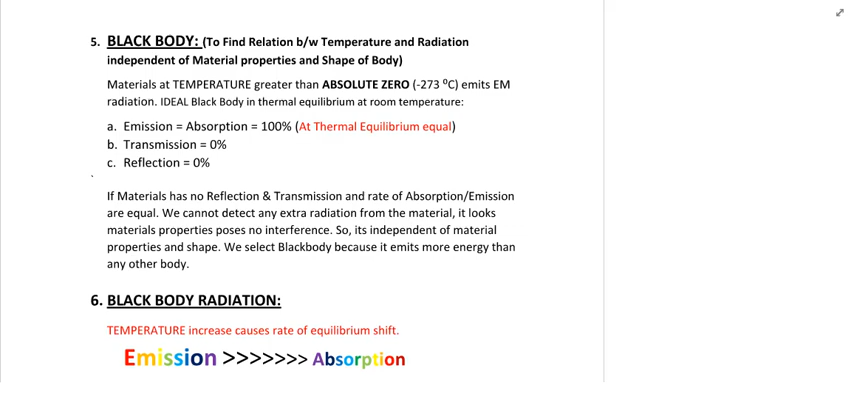 5. BLACK BODY: (To Find Relation b/w Temperature and Radiation
independent of Material properties and Shape of Body)
Materials at TEMPERATURE greater than ABSOLUTE ZERO (-273 ⁰C) emits EM
radiation. IDEAL Black Body in thermal equilibrium at room temperature:
a. Emission = Absorption = 100% (At Thermal Equilibrium equal)
b. Transmission = 0%
c. Reflection = 0%
`
If Materials has no Reflection & Transmission and rate of Absorption/Emission
are equal. We cannot detect any extra radiation from the material, it looks
materials properties poses no interference. So, its independent of material
properties and shape. We select Blackbody because it emits more energy than
any other body.
6. BLACK BODY RADIATION:
TEMPERATURE increase causes rate of equilibrium shift.
Emission >>>>>>> Absorption